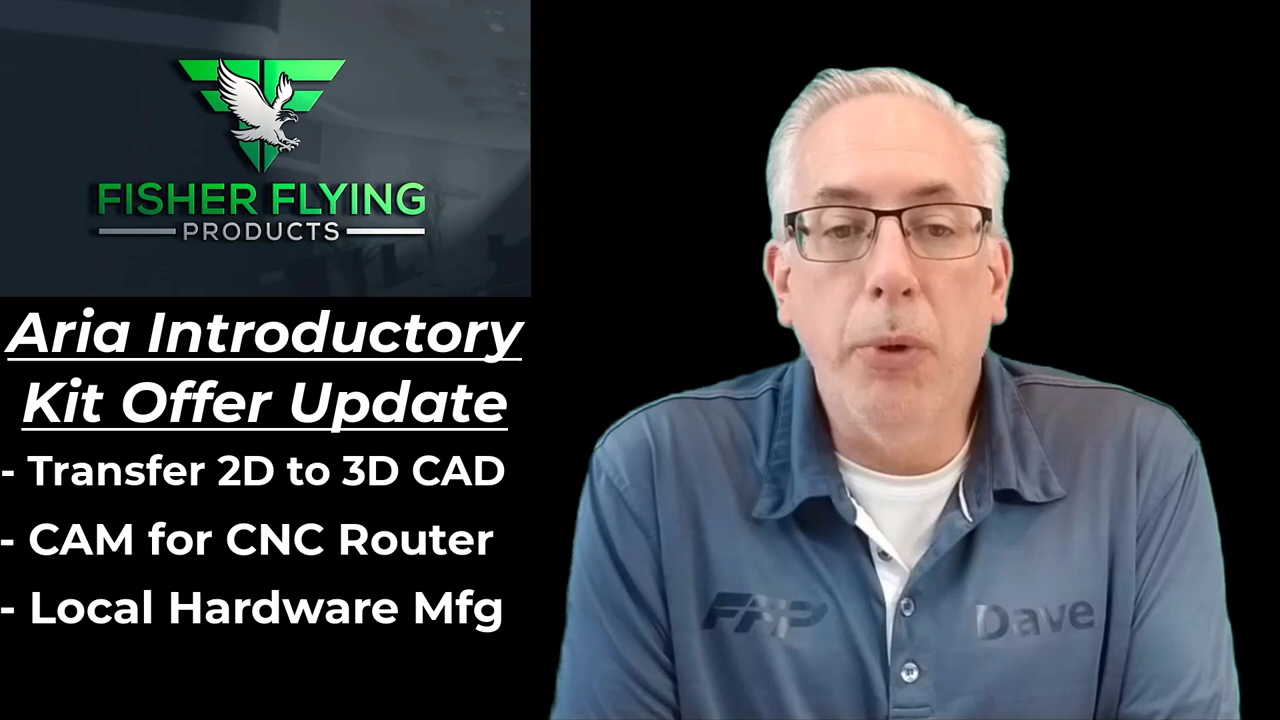 FISHER FLYING
PRODUCTS
Aria Introductory
Kit Offer Update
- Transfer 2D to 3D CAD
- CAM for CNC Router
- Local Hardware Mfg
FFP
Dave